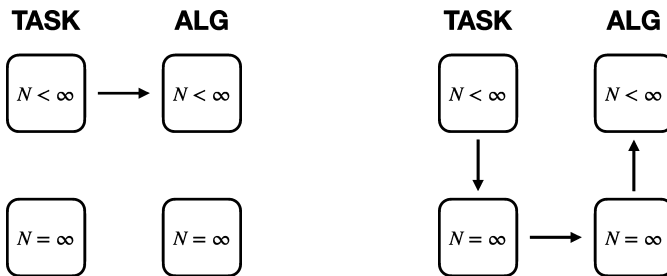 TASK ALG TASK ALG
N < ∞ N < ∞ N < ∞ N < ∞
N = ∞ N = ∞ N = ∞ N = ∞